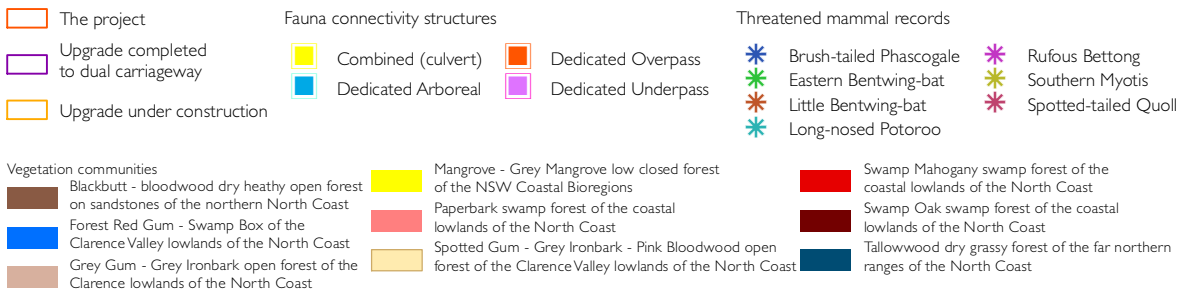 The project
Upgrade completed
to dual carriageway
Upgrade under construction
Fauna connectivity structures
Combined (culvert)
Dedicated Arboreal
Dedicated Overpass
Dedicated Underpass
Threatened mammal records
Brush-tailed Phascogale
Eastern Bentwing-bat
Little Bentwing-bat
Long-nosed Potoroo
Rufous Bettong
Southern Myotis
Spotted-tailed Quoll
Vegetation communities
Blackbutt - bloodwood dry heathy open forest
on sandstones of the northern North Coast
Forest Red Gum - Swamp Box of the
Clarence Valley lowlands of the North Coast
Grey Gum - Grey Ironbark open forest of the
Clarence lowlands of the North Coast
Mangrove - Grey Mangrove low closed forest
of the NSW Coastal Bioregions
Paperbark swamp forest of the coastal
lowlands of the North Coast
Spotted Gum - Grey Ironbark - Pink Bloodwood open
forest of the Clarence Valley lowlands of the North Coast
Swamp Mahogany swamp forest of the
coastal lowlands of the North Coast
Swamp Oak swamp forest of the coastal
lowlands of the North Coast
Tallowwood dry grassy forest of the far northern
ranges of the North Coast